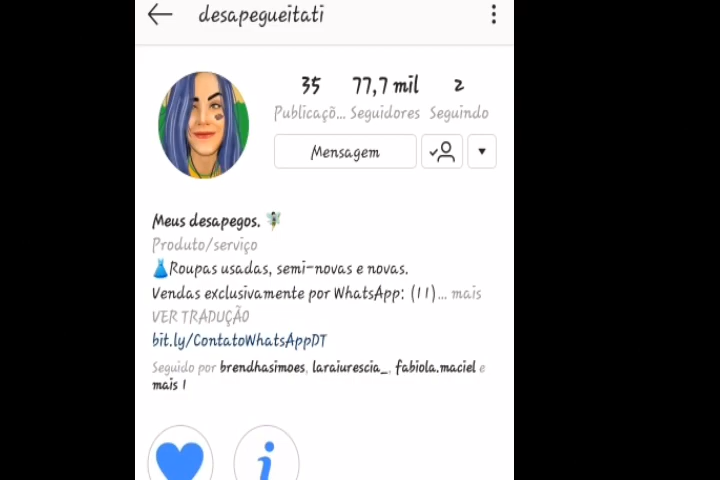 desapegueitati
35 77,7 mil 2
Publicaçõ... Seguidores Seguindo
Mensagem
Meus desapegos.
Produto/serviço
Roupas usadas, semi-novas e novas.
Vendas exclusivamente por WhatsApp: (11)... mais
VER TRADUÇÃO
bit.ly/ContatoWhatsAppDT
Seguido por brendhasimoes, laraiurescia_, fabiola.maciel e
mais 1
i